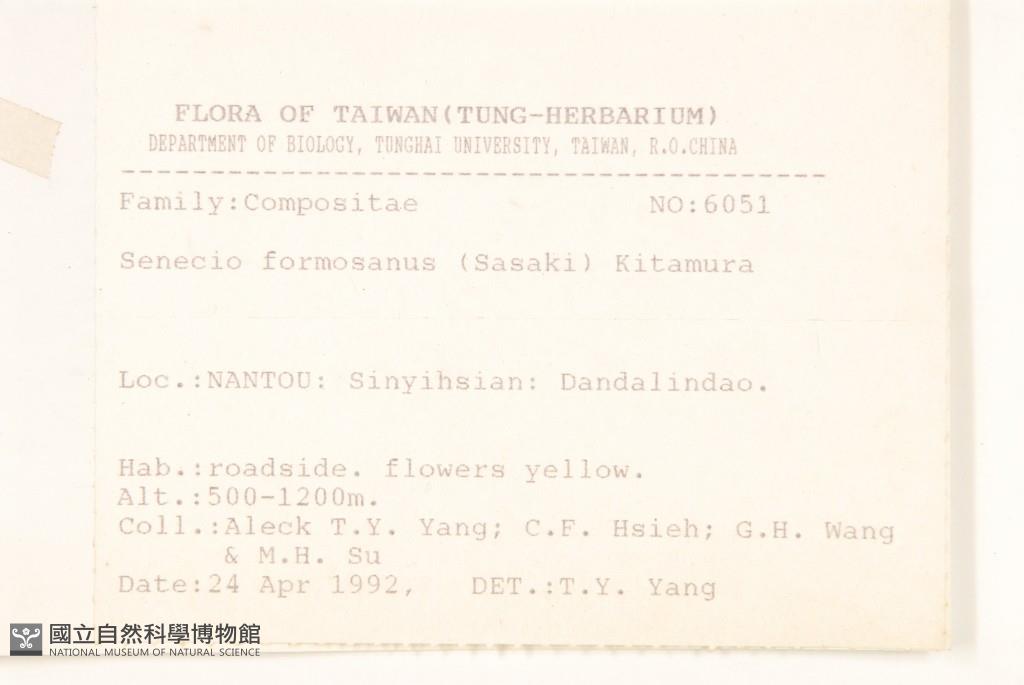 FLORA OF TAIWAN(TUNG-HERBARIUM)
DEPARTMENT OF BIOLOGY, TUNGHAI UNIVERSITY, TAIWAN, R.O.CHINA
----------------------------------------
Family:Compositae NO:6051
Senecio formosanus (Sasaki) Kitamura
Loc.:NANTOU: Sinyihsian: Dandalindao.
Hab.:roadside. flowers yellow.
Alt.:500-1200m.
Coll.:Aleck T.Y. Yang; C.F. Hsieh; G.H. Wang
& M.H. Su
Date:24 Apr 1992, DET.:T.Y. Yang
國立自然科學博物館
NATIONAL MUSEUM OF NATURAL SCIENCE